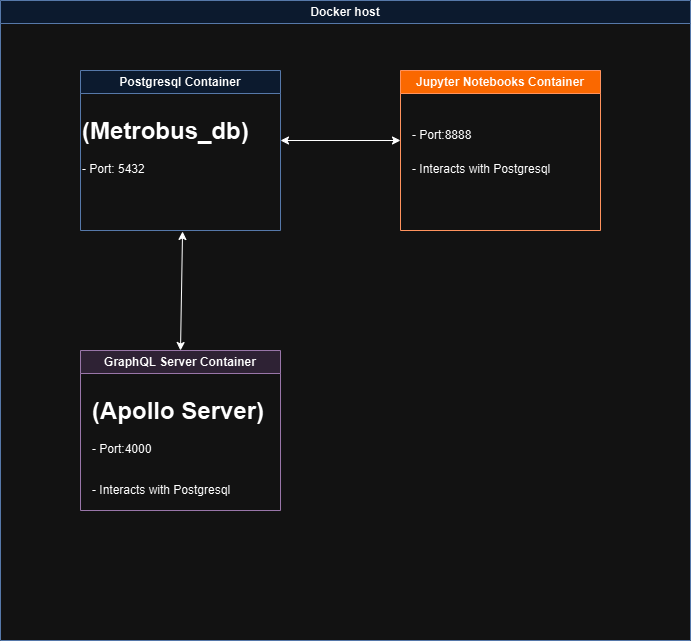 Docker host
Postgresql Container
(Metrobus_db)
- Port: 5432
Jupyter Notebooks Container
- Port:8888
- Interacts with Postgresql
GraphQL Server Container
(Apollo Server)
- Port:4000
- Interacts with Postgresql